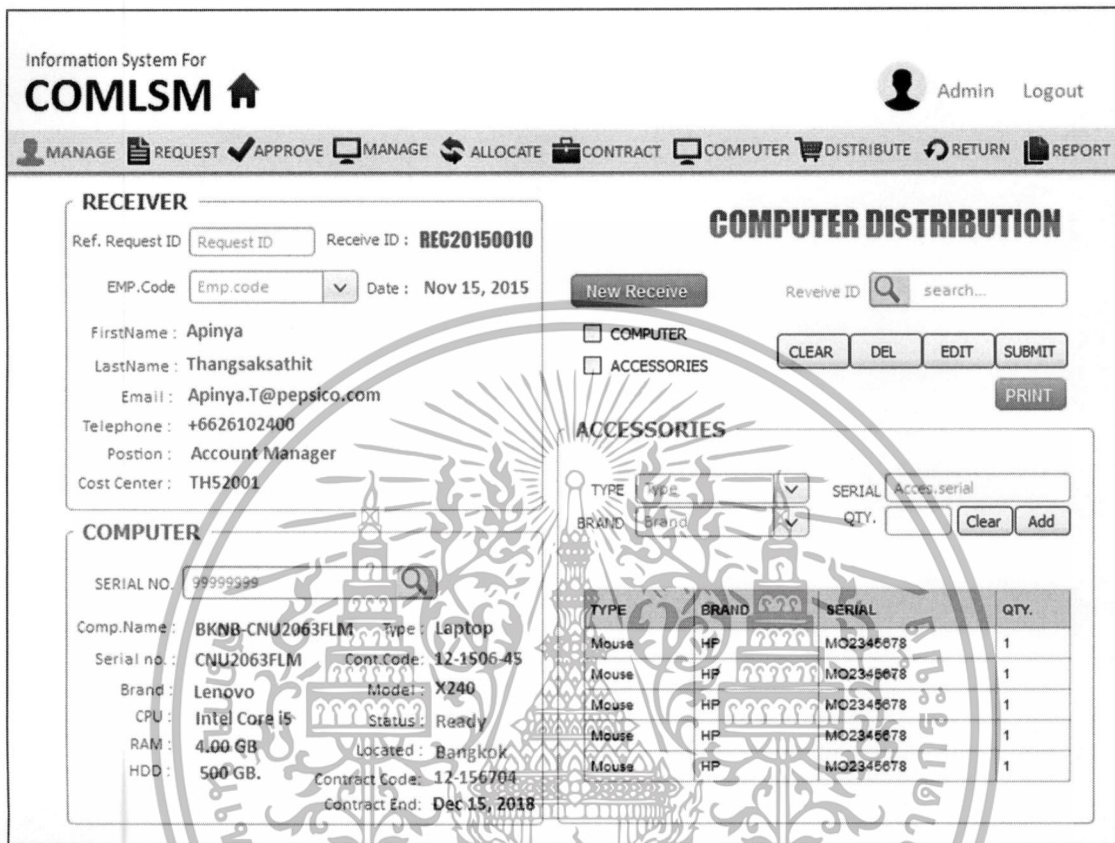 Information System For
COMLSM
Admin Logout
MANAGE REQUEST APPROVE MANAGE ALLOCATE CONTRACT COMPUTER DISTRIBUTE RETURN REPORT
RECEIVER
Ref. Request ID Request ID Receive ID : REC20150010
EMP.Code Emp.code Date : Nov 15, 2015
FirstName : Apinya
LastName : Thangsaksathit
Email : Apinya.T@pepsico.com
Telephone : +6626102400
Postion : Account Manager
Cost Center : TH52001
COMPUTER DISTRIBUTION
New Receive Reveive ID search...
COMPUTER
ACCESSORIES
CLEAR DEL EDIT SUBMIT
PRINT
COMPUTER
SERIAL NO. 99999999
Comp.Name : BKNB-CNU2063FLM Type : Laptop
Serial no. : CNU2063FLM Cont.Code: 12-1506-45
Brand : Lenovo Model : X240
CPU : Intel Core i5 Status : Ready
RAM : 4.00 GB Located : Bangkok
HDD : 500 GB. Contract Code: 12-156704
Contract End: Dec 15, 2018
ACCESSORIES
TYPE Type SERIAL Acces.serial
BRAND Brand QTY. Clear Add
TYPE BRAND SERIAL QTY.
Mouse HP MO2345678 1
Mouse HP MO2345678 1
Mouse HP MO2345678 1
Mouse HP MO2345678 1
Mouse HP MO2345678 1